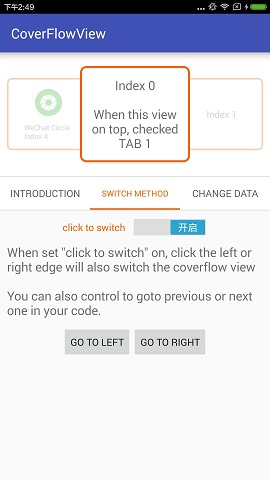 下午2:49
CoverFlowView
Index 0
When this view
on top, checked
TAB 1
WeChat Circle
Index 4
Index 1
INTRODUCTION
SWITCH METHOD
CHANGE DATA
click to switch
开启
When set "click to switch" on, click the left or
right edge will also switch the coverflow view
You can also control to goto previous or next
one in your code.
GO TO LEFT
GO TO RIGHT